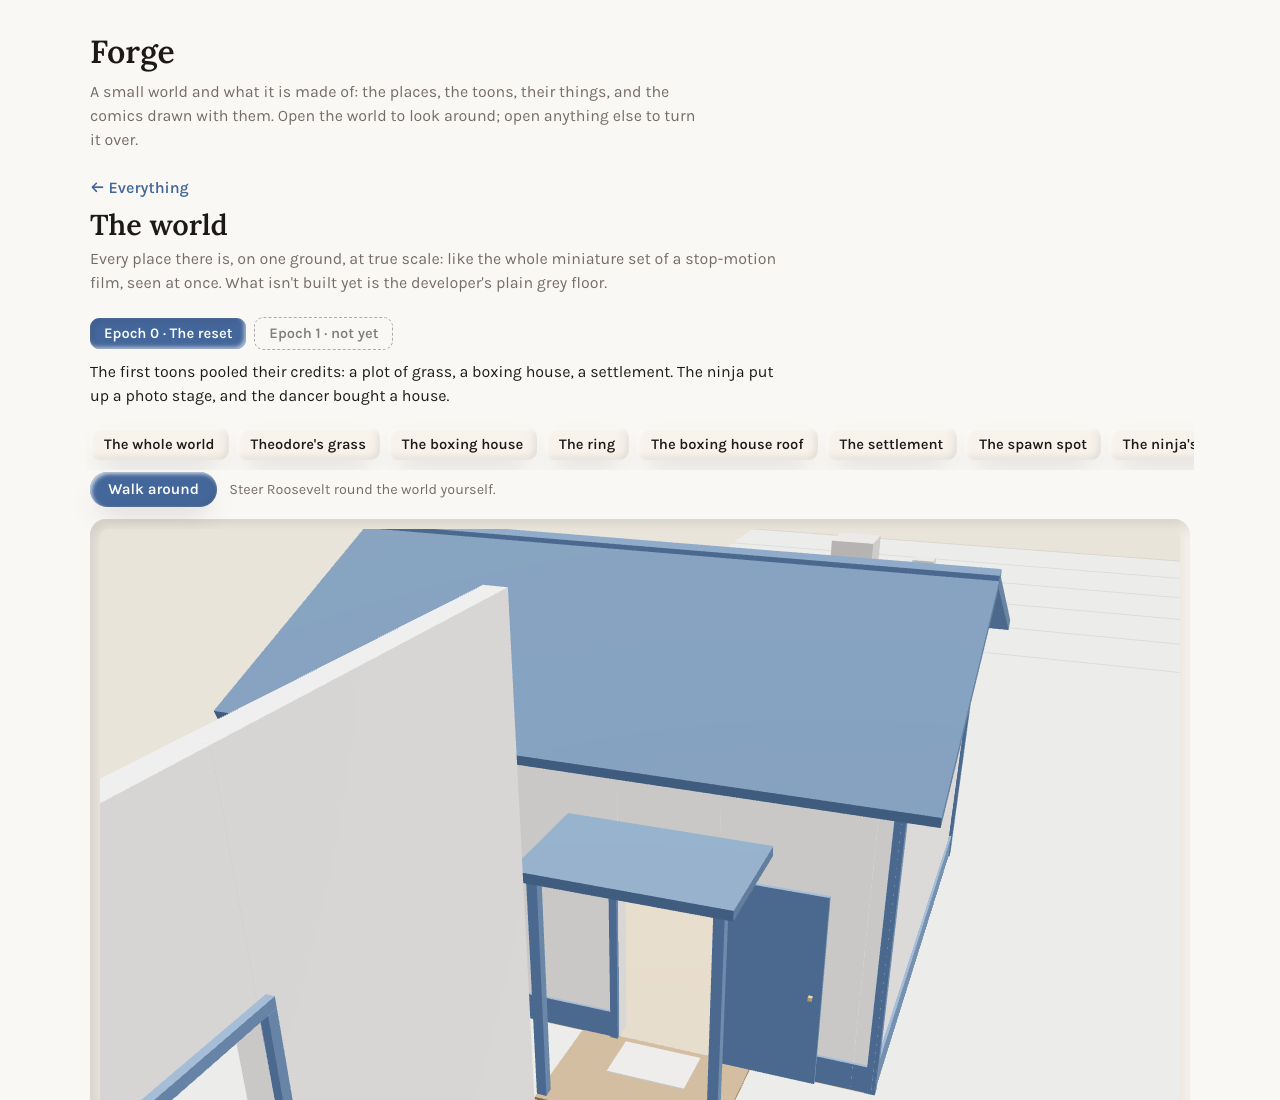 Forge
A small world and what it is made of: the places, the toons, their things, and the
comics drawn with them. Open the world to look around; open anything else to turn
it over.
← Everything
The world
Every place there is, on one ground, at true scale: like the whole miniature set of a stop-motion
film, seen at once. What isn't built yet is the developer's plain grey floor.
Epoch 0 · The reset
Epoch 1 · not yet
The first toons pooled their credits: a plot of grass, a boxing house, a settlement. The ninja put
up a photo stage, and the dancer bought a house.
The whole world
Theodore's grass
The boxing house
The ring
The boxing house roof
The settlement
The spawn spot
The ninja's
Walk around
Steer Roosevelt round the world yourself.